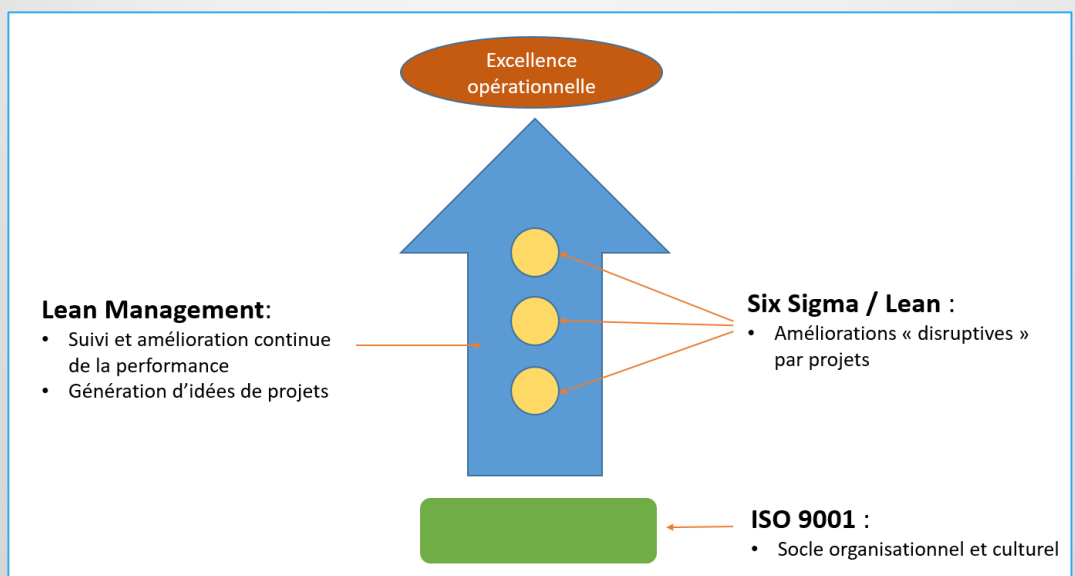 Excellence
opérationnelle
Lean Management:
• Suivi et amélioration continue
de la performance
• Génération d’idées de projets
Six Sigma / Lean :
• Améliorations « disruptives »
par projets
ISO 9001 :
• Socle organisationnel et culturel